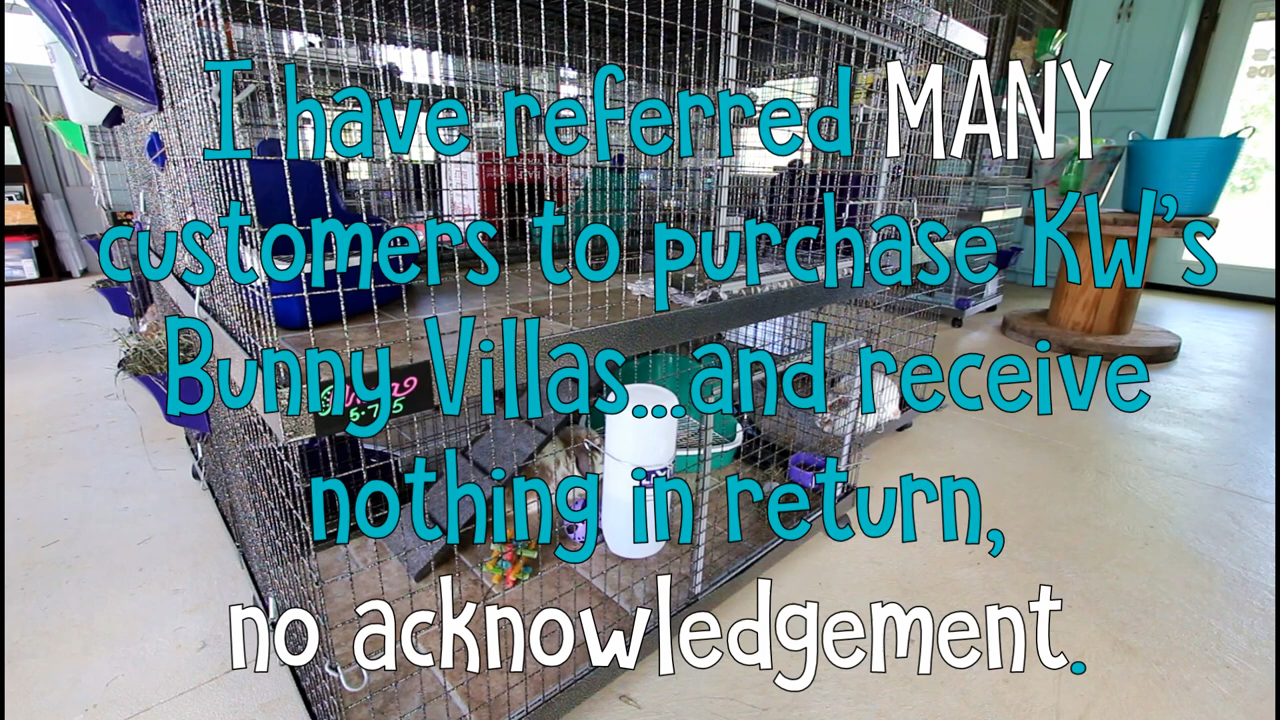 I have referred MANY
customers to purchase KW's
Bunny Villas...and receive
nothing in return,
no acknowledgement.